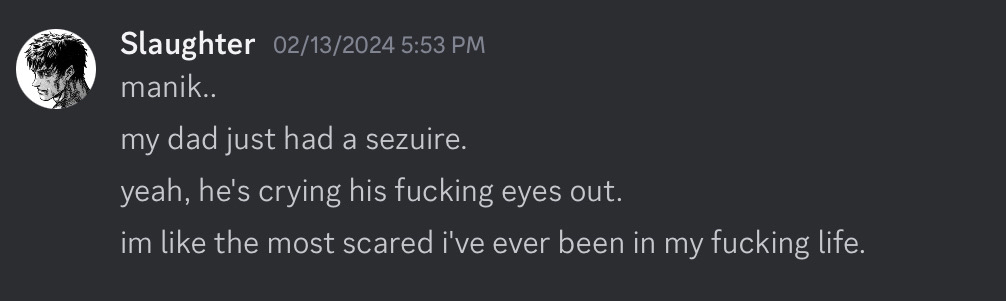 Slaughter 02/13/2024 5:53 PM
manik..
my dad just had a sezuire.
yeah, he's crying his fucking eyes out.
im like the most scared i've ever been in my fucking life.